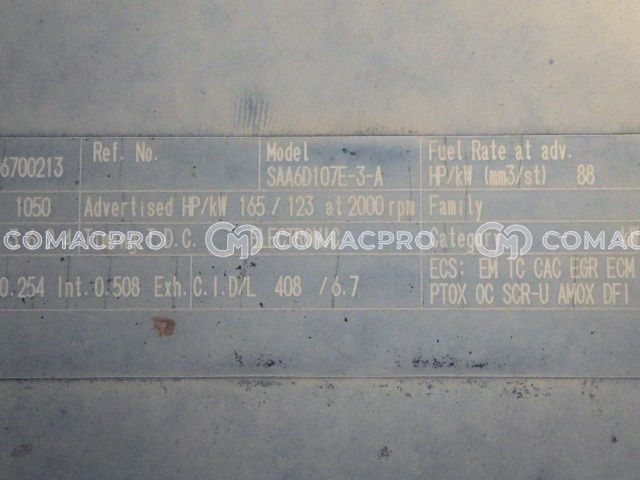 6700213 Ref. No. Model SAA6D107E-3-A Fuel Rate at adv. HP/kW (mm3/st) 88
1050 Advertised HP/kW 165 / 123 at 2000 rpm Family
COMACPRO COMACPRO COMACPRO
0.254 Int. 0.508 Exh. C.I.D/L 408 / 6.7 ECS: EM TC CAC EGR ECM
PTOX OC SCR-U AMOX DFI